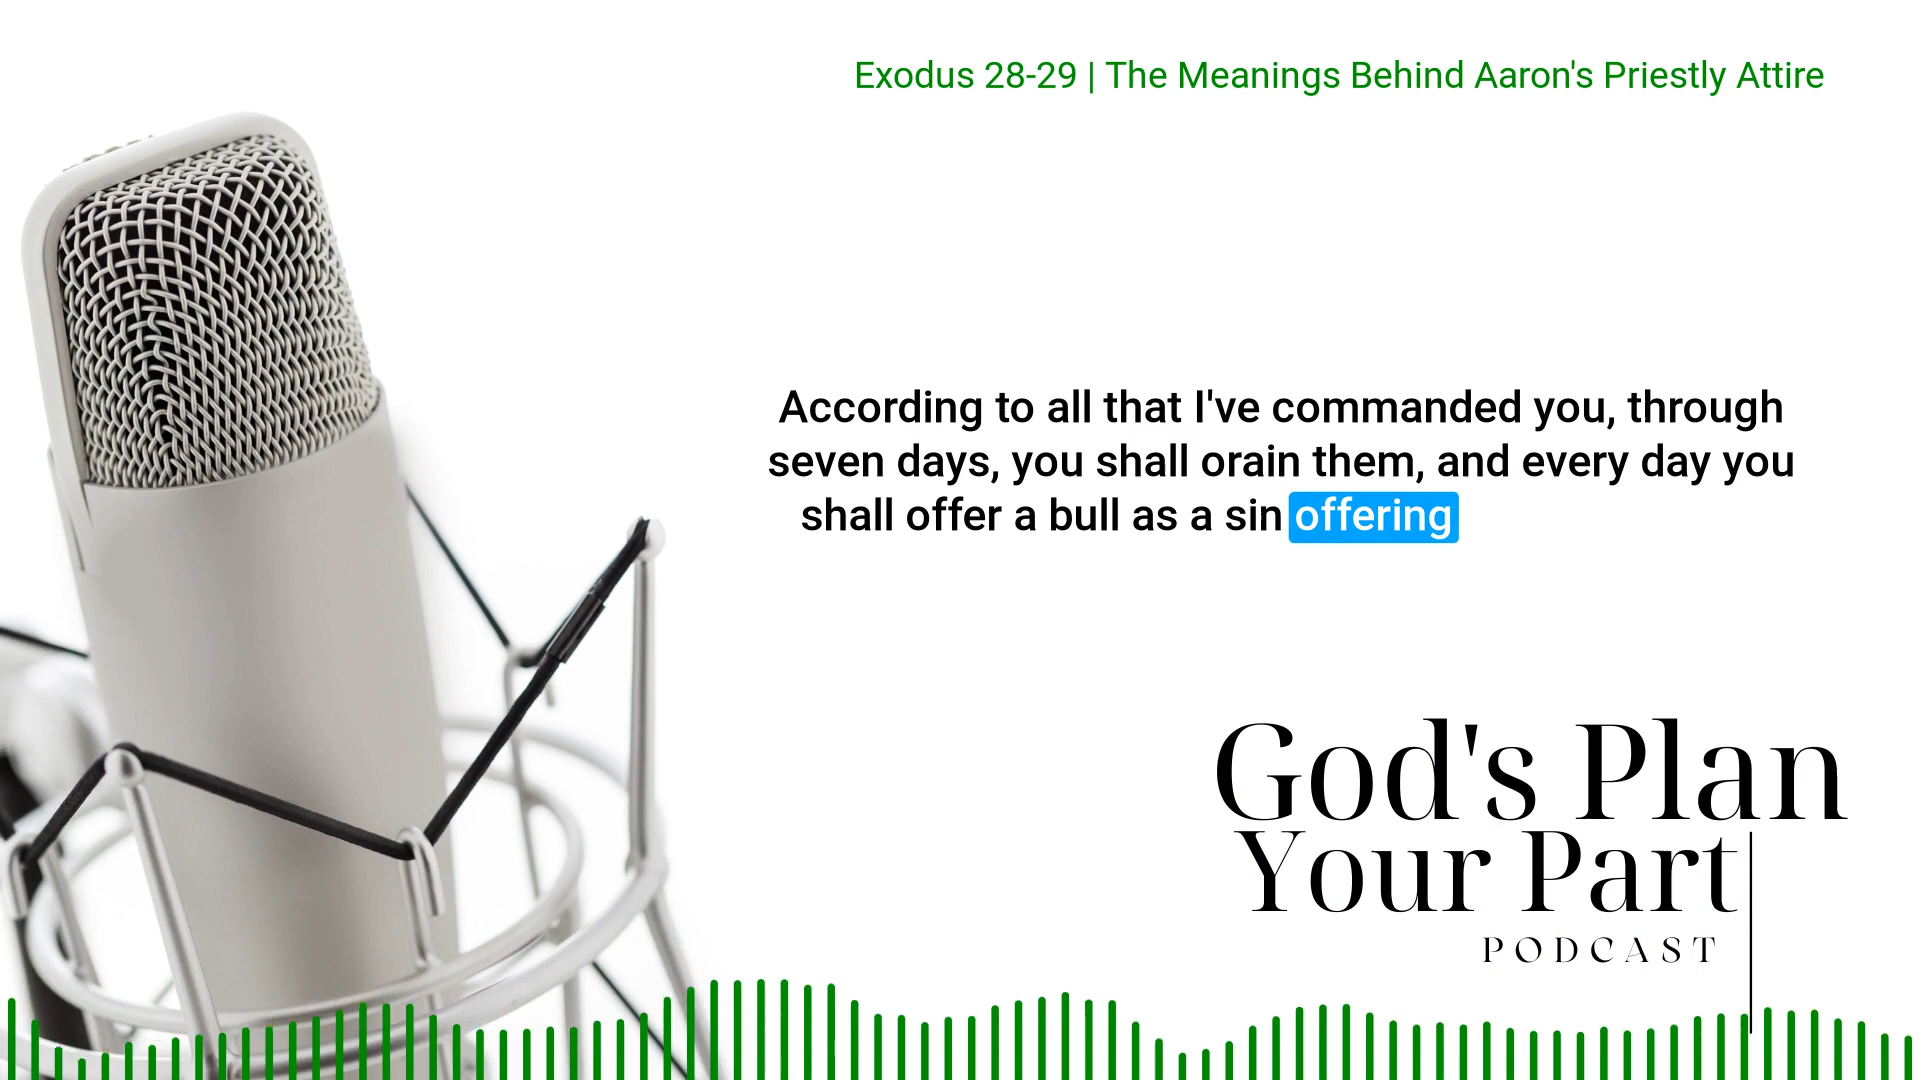 Exodus 28-29 | The Meanings Behind Aaron's Priestly Attire
According to all that I've commanded you, through
seven days, you shall orain them, and every day you
shall offer a bull as a sin offering
God's Plan
Your Part
PODCAST